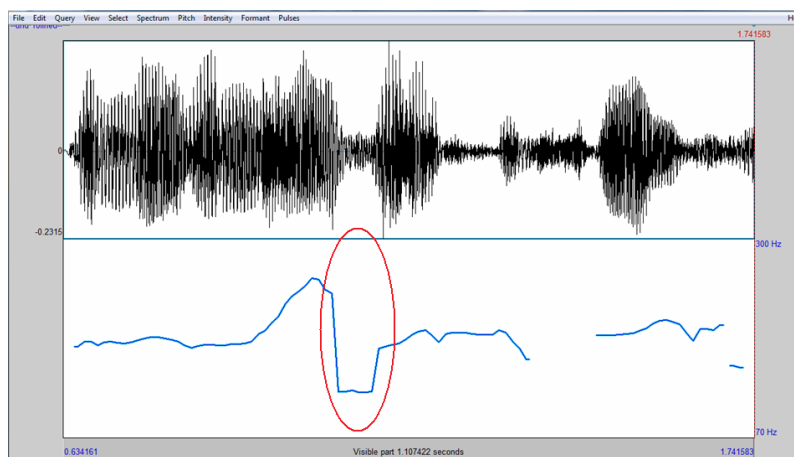 File Edit Query View Select Spectrum Pitch Intensity Formant Pulses
1.741583
0
-0.2315
300 Hz
70 Hz
0.634161 Visible part 1.107422 seconds 1.741583